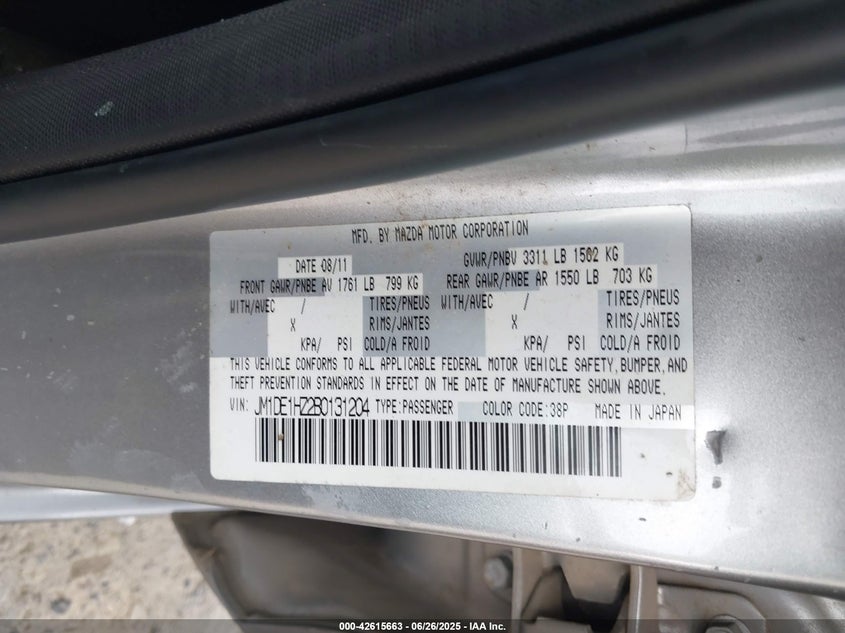 MFD. BY MAZDA MOTOR CORPORATION
DATE 08/11 GVWR/PNBV 3311 LB 1502 KG
FRONT GAWR/PNBE AV 1761 LB 799 KG REAR GAWR/PNBE AR 1550 LB 703 KG
WITH/AVEC / TIRES/PNEUS WITH/AVEC / TIRES/PNEUS
X RIMS/JANTES X RIMS/JANTES
KPA/ PSI COLD/A FROID KPA/ PSI COLD/A FROID
THIS VEHICLE CONFORMS TO ALL APPLICABLE FEDERAL MOTOR VEHICLE SAFETY, BUMPER, AND
THEFT PREVENTION STANDARDS IN EFFECT ON THE DATE OF MANUFACTURE SHOWN ABOVE.
VIN: JM1DE1HZ2B0131204 TYPE:PASSENGER COLOR CODE:38P MADE IN JAPAN
000-42615663 - 06/26/2025 - IAA Inc.